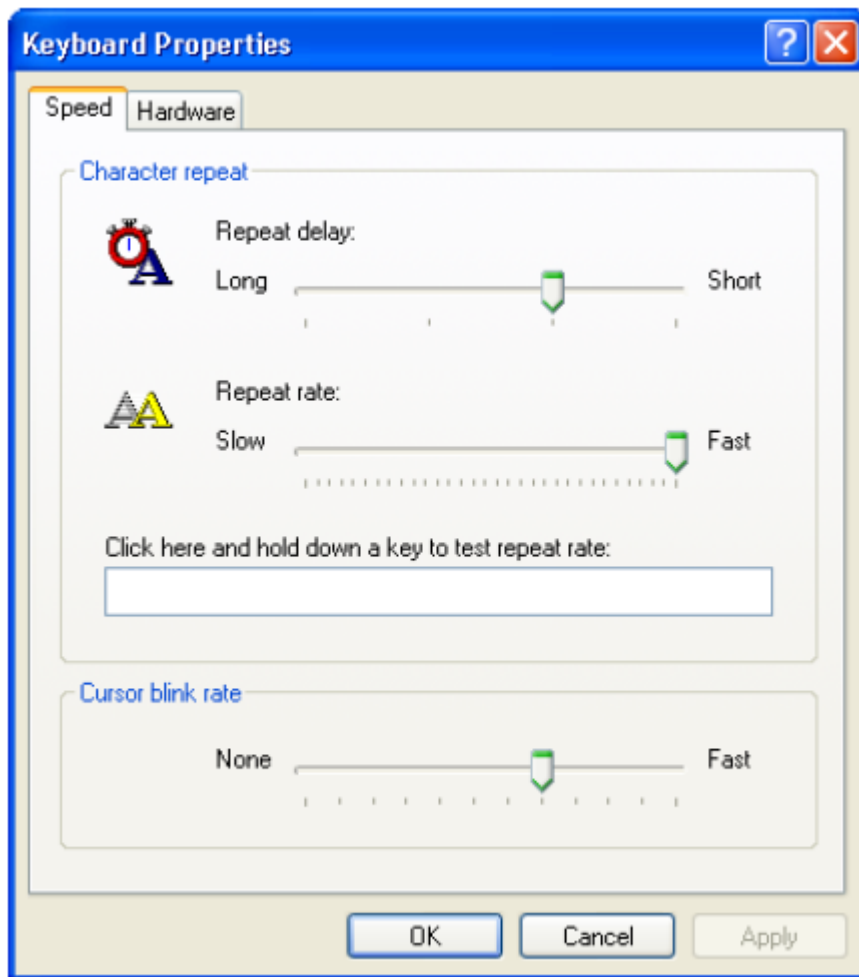 Keyboard Properties
Speed Hardware
Character repeat
Repeat delay:
Long Short
Repeat rate:
Slow Fast
Click here and hold down a key to test repeat rate:
Cursor blink rate
None Fast
OK Cancel Apply